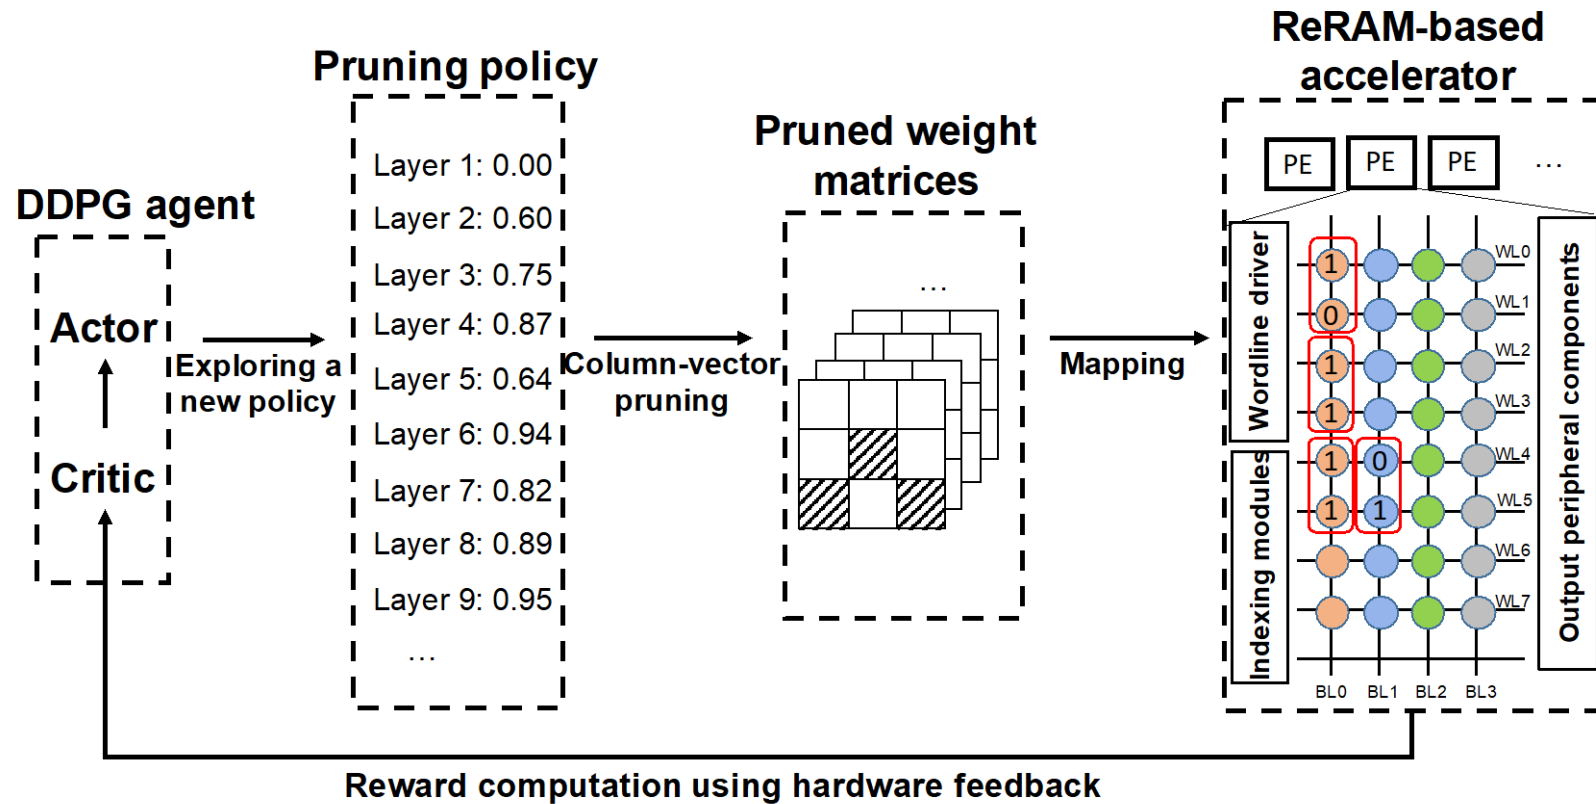 DDPG agent
Actor
Critic
Exploring a
new policy
Pruning policy
Layer 1: 0.00
Layer 2: 0.60
Layer 3: 0.75
Layer 4: 0.87
Layer 5: 0.64
Layer 6: 0.94
Layer 7: 0.82
Layer 8: 0.89
Layer 9: 0.95
...
Column-vector
pruning
Pruned weight
matrices
...
Mapping
ReRAM-based
accelerator
PE PE PE ...
Wordline driver
Indexing modules
1 WL0
0 WL1
1 WL2
1 WL3
1 0 WL4
1 1 WL5
WL6
WL7
BL0 BL1 BL2 BL3
Output peripheral components
Reward computation using hardware feedback